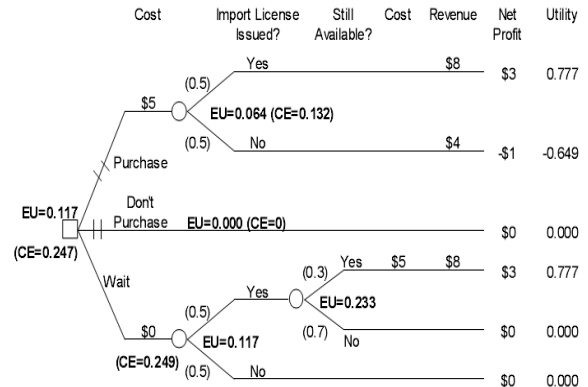 Cost Import License Issued? Still Available? Cost Revenue Net Profit Utility
Yes $8 $3 0.777
(0.5)
$5 EU=0.064 (CE=0.132)
(0.5) No $4 -$1 -0.649
Purchase
Don't Purchase EU=0.000 (CE=0) $0 0.000
EU=0.117
(CE=0.247)
Wait
(0.3) Yes $5 $8 $3 0.777
(0.5) Yes EU=0.233
$0 EU=0.117 (0.7) No $0 0.000
(CE=0.249) (0.5) No $0 0.000